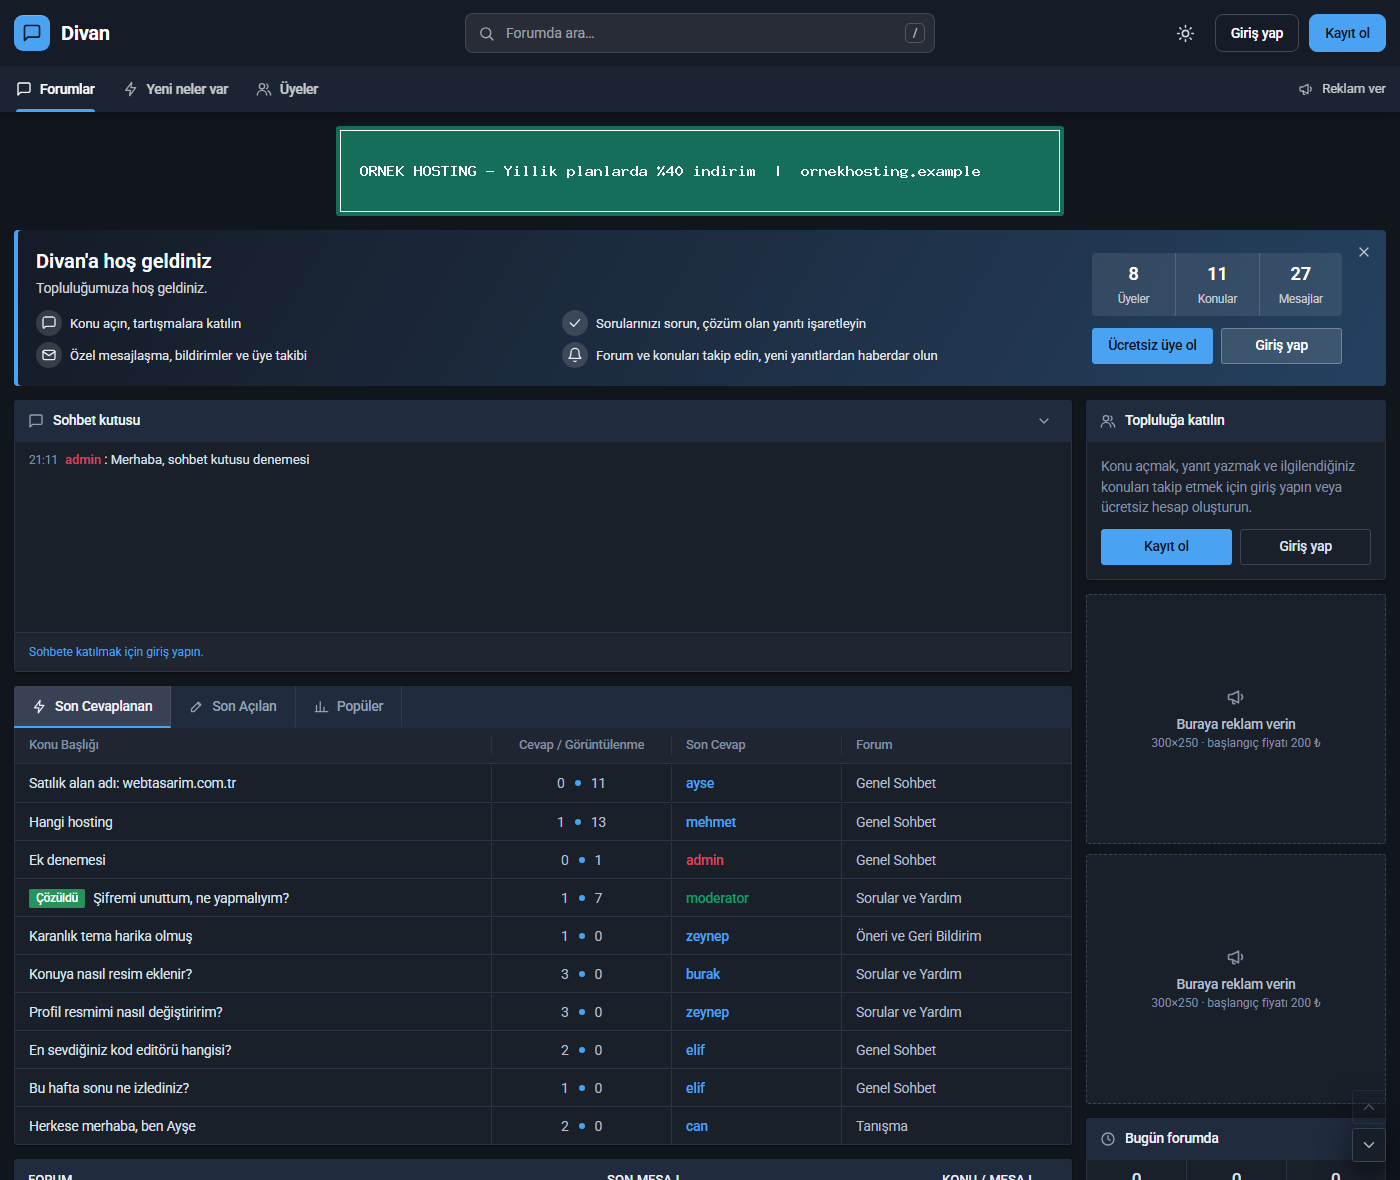 Divan
Forumda ara...
/
Giriş yap
Kayıt ol
Forumlar
Yeni neler var
Üyeler
Reklam ver
ORNEK HOSTING - Yillik planlarda %40 indirim | ornekhosting.example
Divan'a hoş geldiniz
Topluluğumuza hoş geldiniz.
Konu açın, tartışmalara katılın
Sorularınızı sorun, çözüm olan yanıtı işaretleyin
Özel mesajlaşma, bildirimler ve üye takibi
Forum ve konuları takip edin, yeni yanıtlardan haberdar olun
8 11 27
Üyeler Konular Mesajlar
Ücretsiz üye ol
Giriş yap
Sohbet kutusu
21:11 admin : Merhaba, sohbet kutusu denemesi
Sohbete katılmak için giriş yapın.
Topluluğa katılın
Konu açmak, yanıt yazmak ve ilgilendiğiniz
konuları takip etmek için giriş yapın veya
ücretsiz hesap oluşturun.
Kayıt ol
Giriş yap
Son Cevaplanan
Son Açılan
Popüler
Konu Başlığı Cevap / Görüntülenme Son Cevap Forum
Satılık alan adı: webtasarim.com.tr 0 • 11 ayse Genel Sohbet
Hangi hosting 1 • 13 mehmet Genel Sohbet
Ek denemesi 0 • 1 admin Genel Sohbet
Çözüldü Şifremi unuttum, ne yapmalıyım? 1 • 7 moderator Sorular ve Yardım
Karanlık tema harika olmuş 1 • 0 zeynep Öneri ve Geri Bildirim
Konuya nasıl resim eklenir? 3 • 0 burak Sorular ve Yardım
Profil resmimi nasıl değiştiririm? 3 • 0 zeynep Sorular ve Yardım
En sevdiğiniz kod editörü hangisi? 2 • 0 elif Genel Sohbet
Bu hafta sonu ne izlediniz? 1 • 0 elif Genel Sohbet
Herkese merhaba, ben Ayşe 2 • 0 can Tanışma
Buraya reklam verin
300×250 · başlangıç fiyatı 200 ₺
Buraya reklam verin
300×250 · başlangıç fiyatı 200 ₺
Bugün forumda
0 0 0
FORUM SON MESAJ KONU / MESAJ